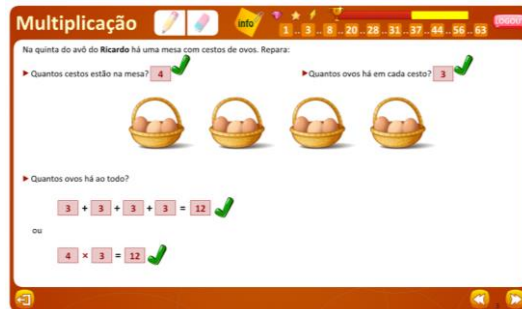 Multiplicação
info
1 .. 3 .. 8 .. 20 .. 28 .. 31 .. 37 .. 44 .. 56 .. 63
Na quinta do avô do Ricardo há uma mesa com cestos de ovos. Repara:
Quantos cestos estão na mesa? 4
Quantos ovos há em cada cesto? 3
Quantos ovos há ao todo?
3 + 3 + 3 + 3 = 12
ou
4 × 3 = 12